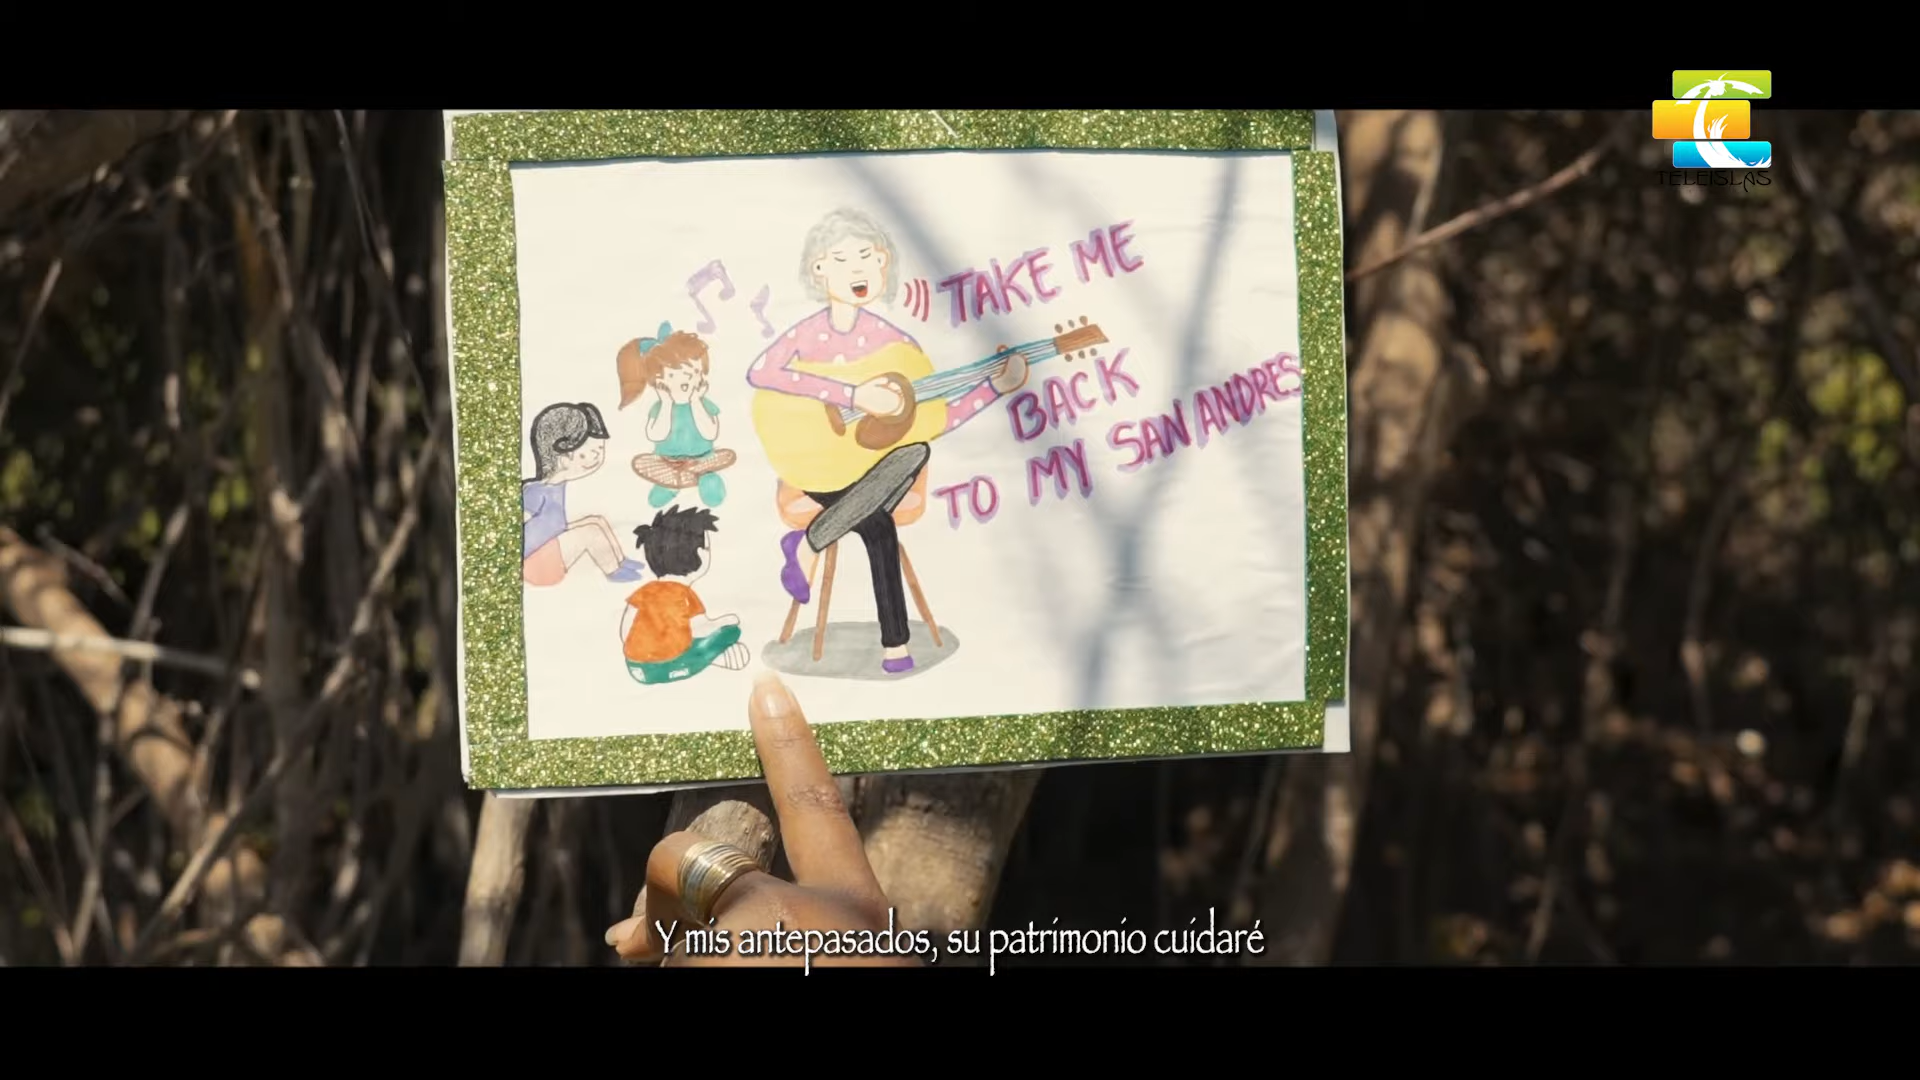 TELEISLAS
TAKE ME
BACK
TO MY SAN ANDRES
Y mis antepasados, su patrimonio cuidaré